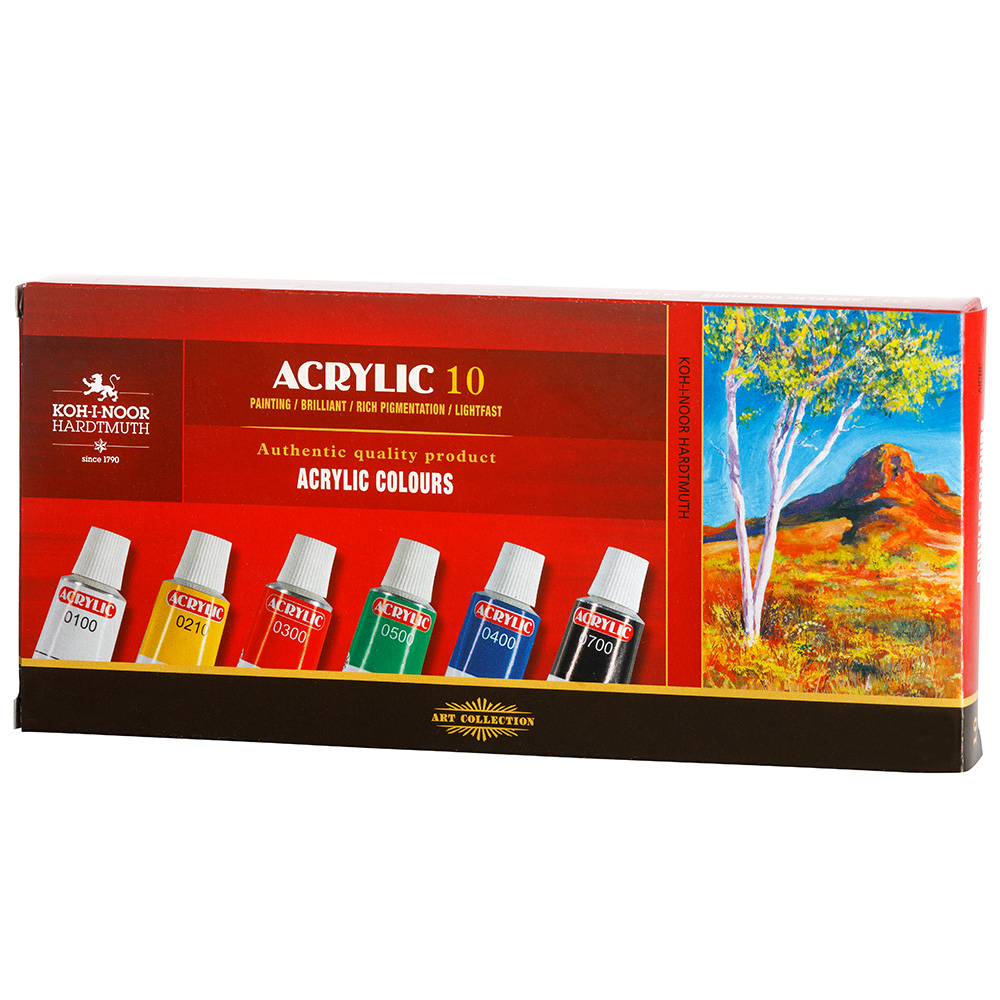 KOH-I-NOOR
HARDTMUTH
since 1790
ACRYLIC 10
PAINTING / BRILLIANT / RICH PIGMENTATION / LIGHTFAST
Authentic quality product
ACRYLIC COLOURS
ACRYLIC
0100
ACRYLIC
0210
ACRYLIC
0300
ACRYLIC
0500
ACRYLIC
0400
ACRYLIC
0700
KOH-I-NOOR HARDTMUTH
ART COLLECTION